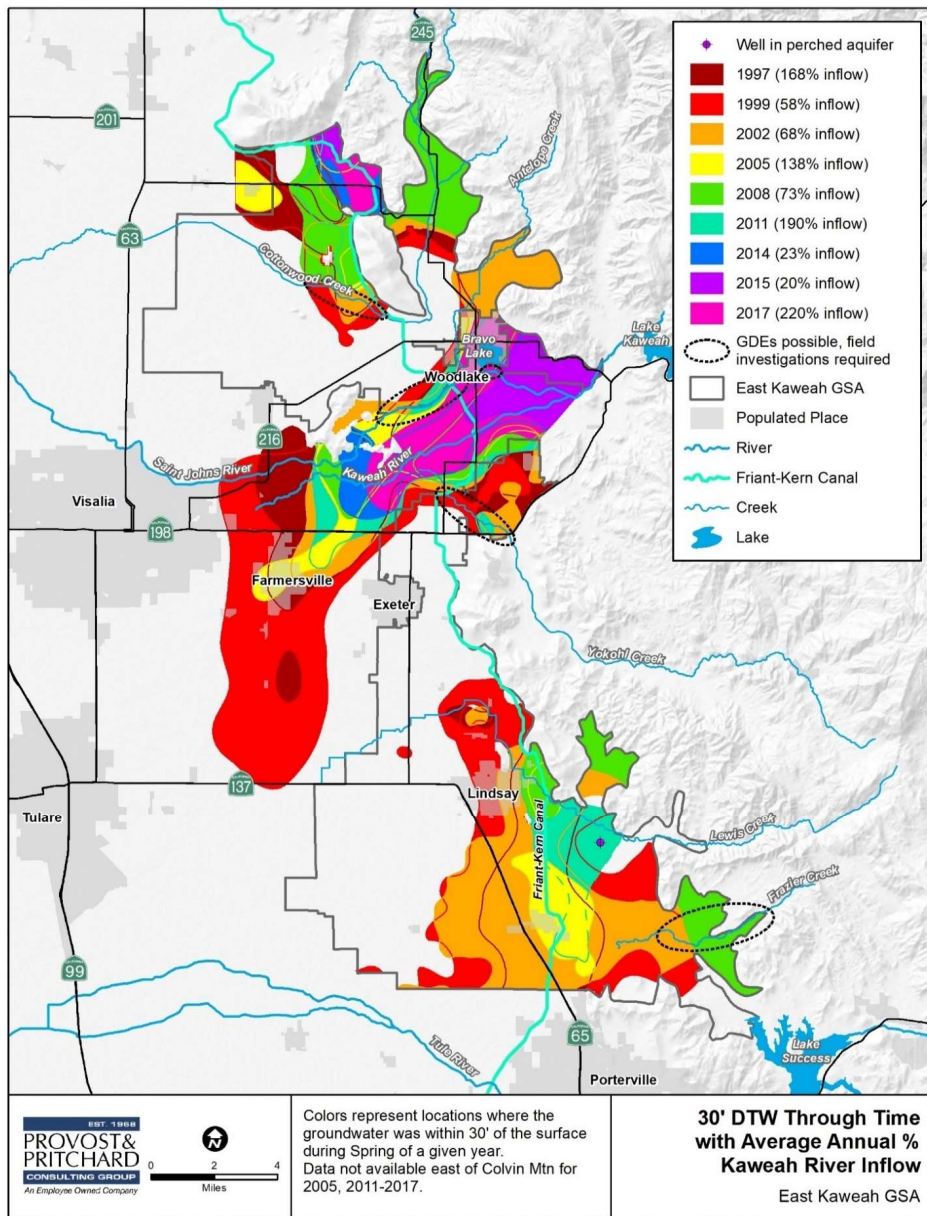 245
201
63
Antelope Creek
Cottonwood Creek
Lake
Kaweah
Bravo
Lake
Woodlake
216
Saint Johns River
Kaweah River
Visalia
198
Farmersville
Exeter
Yokohl Creek
137
Lindsay
Tulare
Friant-Kern Canal
Lewis Creek
Frazier Creek
99
65
Tule River
Lake
Success
Porterville
Well in perched aquifer
1997 (168% inflow)
1999 (58% inflow)
2002 (68% inflow)
2005 (138% inflow)
2008 (73% inflow)
2011 (190% inflow)
2014 (23% inflow)
2015 (20% inflow)
2017 (220% inflow)
GDEs possible, field
investigations required
East Kaweah GSA
Populated Place
River
Friant-Kern Canal
Creek
Lake
EST. 1968
PROVOST&
PRITCHARD
CONSULTING GROUP
An Employee Owned Company
N
0 2 4
Miles
Colors represent locations where the
groundwater was within 30' of the surface
during Spring of a given year.
Data not available east of Colvin Mtn for
2005, 2011-2017.
30' DTW Through Time
with Average Annual %
Kaweah River Inflow
East Kaweah GSA